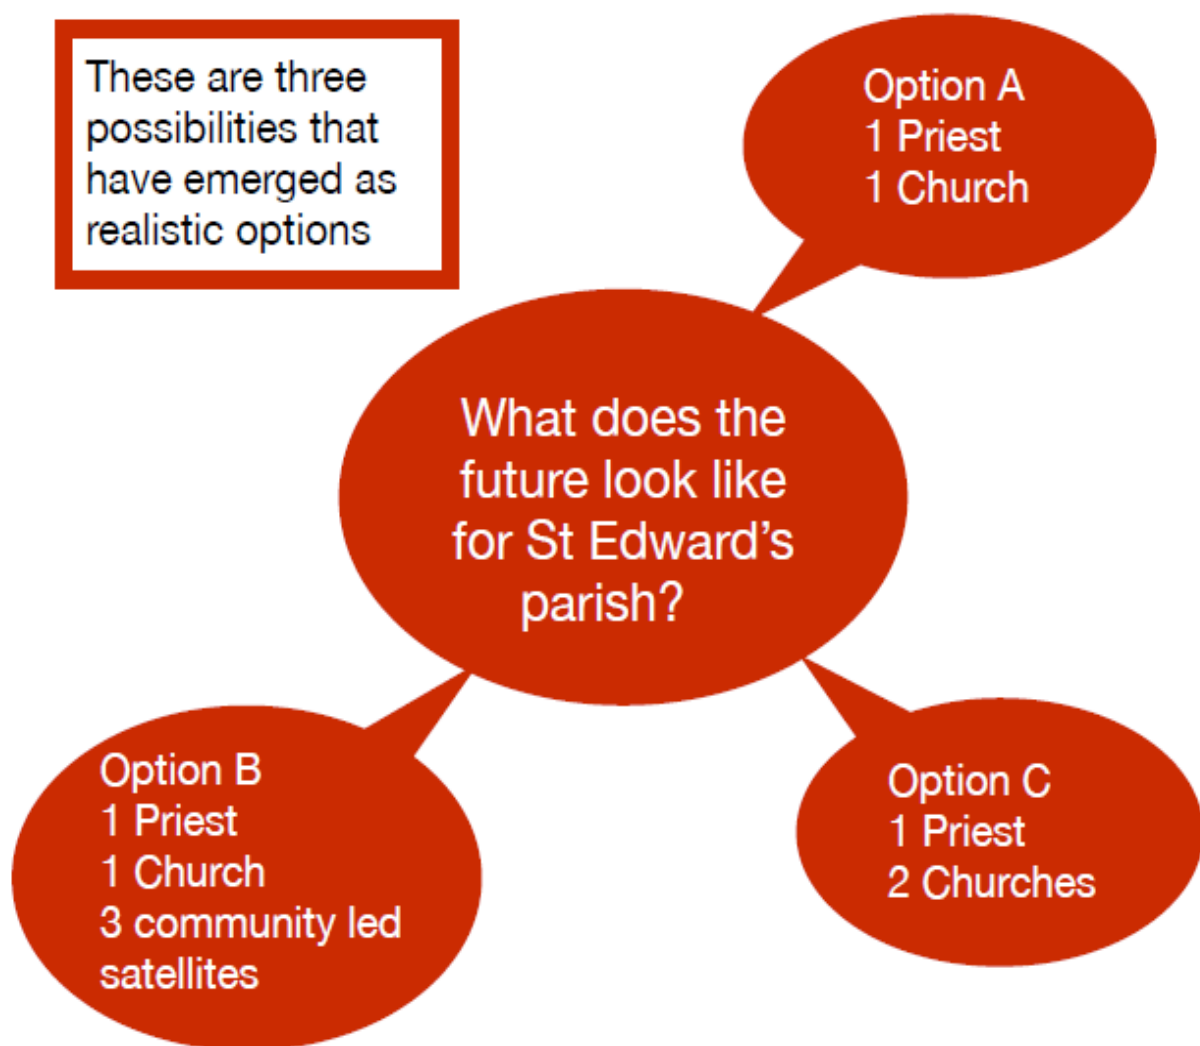 These are three
possibilities that
have emerged as
realistic options
Option A
1 Priest
1 Church
What does the
future look like
for St Edward’s
parish?
Option B
1 Priest
1 Church
3 community led
satellites
Option C
1 Priest
2 Churches